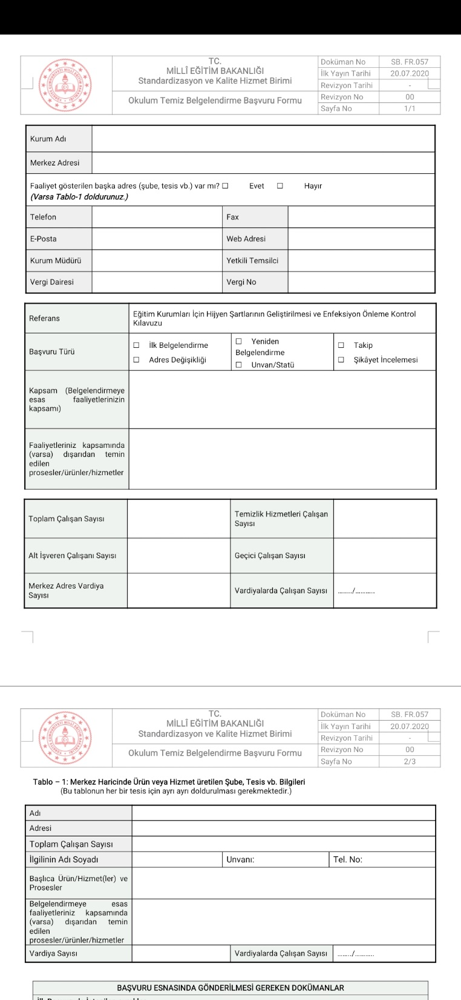 TC.
MİLLÎ EĞİTİM BAKANLIĞI
Standardizasyon ve Kalite Hizmet Birimi
Okulum Temiz Belgelendirme Başvuru Formu
Doküman No SB. FR.057
İlk Yayın Tarihi 20.07.2020
Revizyon Tarihi -
Revizyon No 00
Sayfa No 1/1
Kurum Adı
Merkez Adresi
Faaliyet gösterilen başka adres (şube, tesis vb.) var mı? ☐ Evet ☐ Hayır
(Varsa Tablo-1 doldurunuz.)
Telefon Fax
E-Posta Web Adresi
Kurum Müdürü Yetkili Temsilci
Vergi Dairesi Vergi No
Referans
Eğitim Kurumları İçin Hijyen Şartlarının Geliştirilmesi ve Enfeksiyon Önleme Kontrol
Kılavuzu
Başvuru Türü
☐ İlk Belgelendirme
☐ Adres Değişikliği
☐ Yeniden
Belgelendirme
☐ Unvan/Statü
☐ Takip
☐ Şikâyet İncelemesi
Kapsam (Belgelendirmeye
esas faaliyetlerinizin
kapsamı)
Faaliyetleriniz kapsamında
(varsa) dışarıdan temin
edilen
prosesler/ürünler/hizmetler
Toplam Çalışan Sayısı
Temizlik Hizmetleri Çalışan
Sayısı
Alt İşveren Çalışanı Sayısı
Geçici Çalışan Sayısı
Merkez Adres Vardiya
Sayısı
Vardiyalarda Çalışan Sayısı ......../...........
TC.
MİLLÎ EĞİTİM BAKANLIĞI
Standardizasyon ve Kalite Hizmet Birimi
Okulum Temiz Belgelendirme Başvuru Formu
Doküman No SB. FR.057
İlk Yayın Tarihi 20.07.2020
Revizyon Tarihi -
Revizyon No 00
Sayfa No 2/3
Tablo – 1: Merkez Haricinde Ürün veya Hizmet üretilen Şube, Tesis vb. Bilgileri
(Bu tablonun her bir tesis için ayrı ayrı doldurulması gerekmektedir.)
Adı
Adresi
Toplam Çalışan Sayısı
İlgilinin Adı Soyadı Unvanı: Tel. No:
Başlıca Ürün/Hizmet(ler) ve
Prosesler
Belgelendirmeye esas
faaliyetleriniz kapsamında
(varsa) dışarıdan temin
edilen
prosesler/ürünler/hizmetler
Vardiya Sayısı Vardiyalarda Çalışan Sayısı ......../...........
BAŞVURU ESNASINDA GÖNDERİLMESİ GEREKEN DOKÜMANLAR